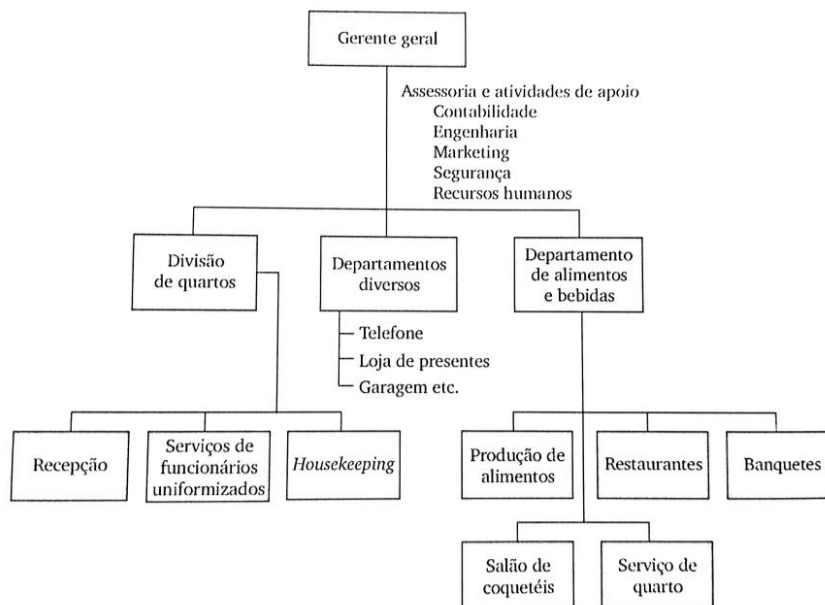 Gerente geral
Assessoria e atividades de apoio
Contabilidade
Engenharia
Marketing
Segurança
Recursos humanos
Divisão
de quartos
Departamentos
diversos
Departamento
de alimentos
e bebidas
Telefone
Loja de presentes
Garagem etc.
Recepção
Serviços de
funcionários
uniformizados
Housekeeping
Produção de
alimentos
Restaurantes
Banquetes
Salão de
coquetéis
Serviço de
quarto